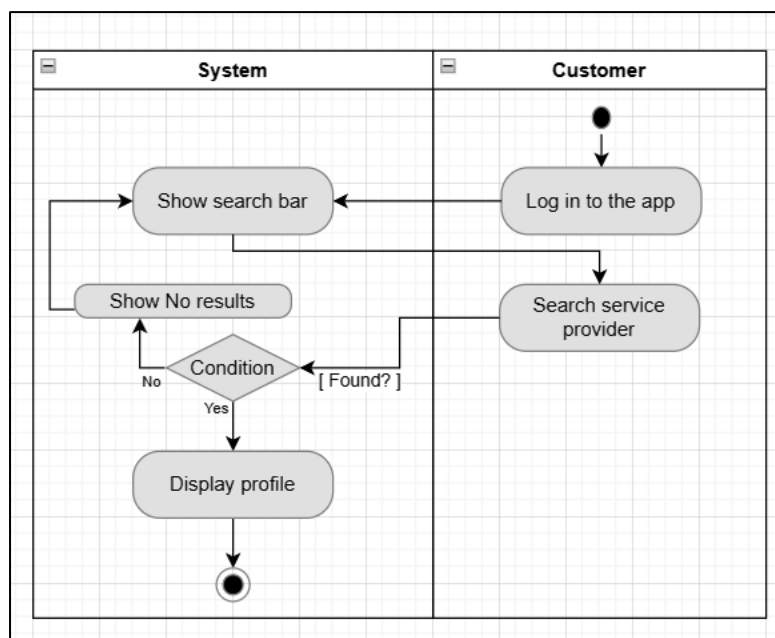 System
Customer
Show search bar
Log in to the app
Show No results
Search service
provider
Condition
[ Found? ]
No
Yes
Display profile